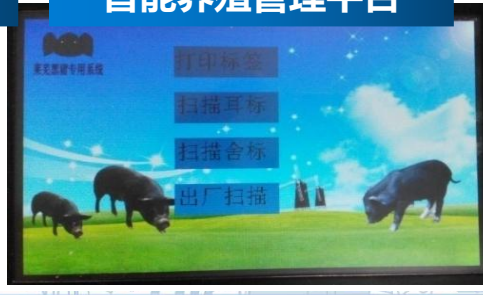 智能养殖管理平台
莱芜黑猪专用系统
打印标签
扫描耳标
扫描舍标
出厂扫描